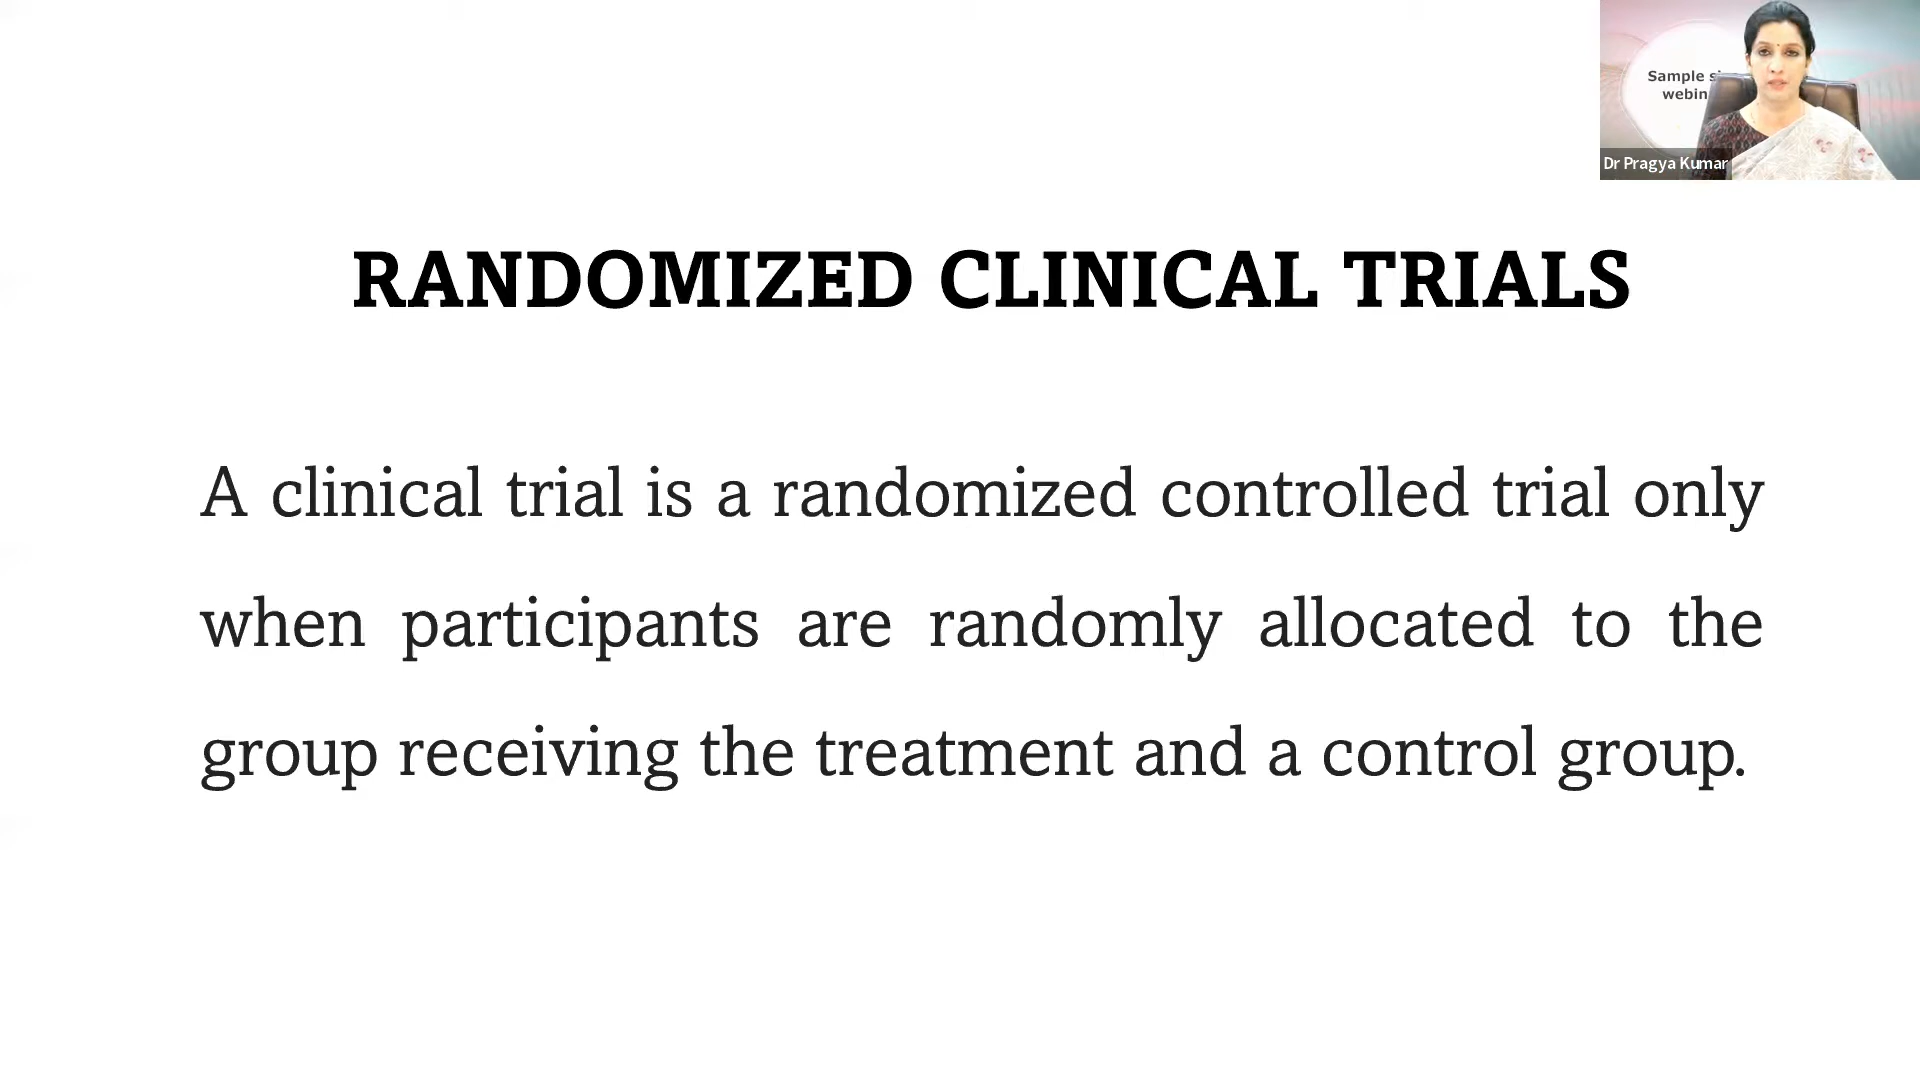 Sample
webin
Dr Pragya Kumar
RANDOMIZED CLINICAL TRIALS
A clinical trial is a randomized controlled trial only
when participants are randomly allocated to the
group receiving the treatment and a control group.